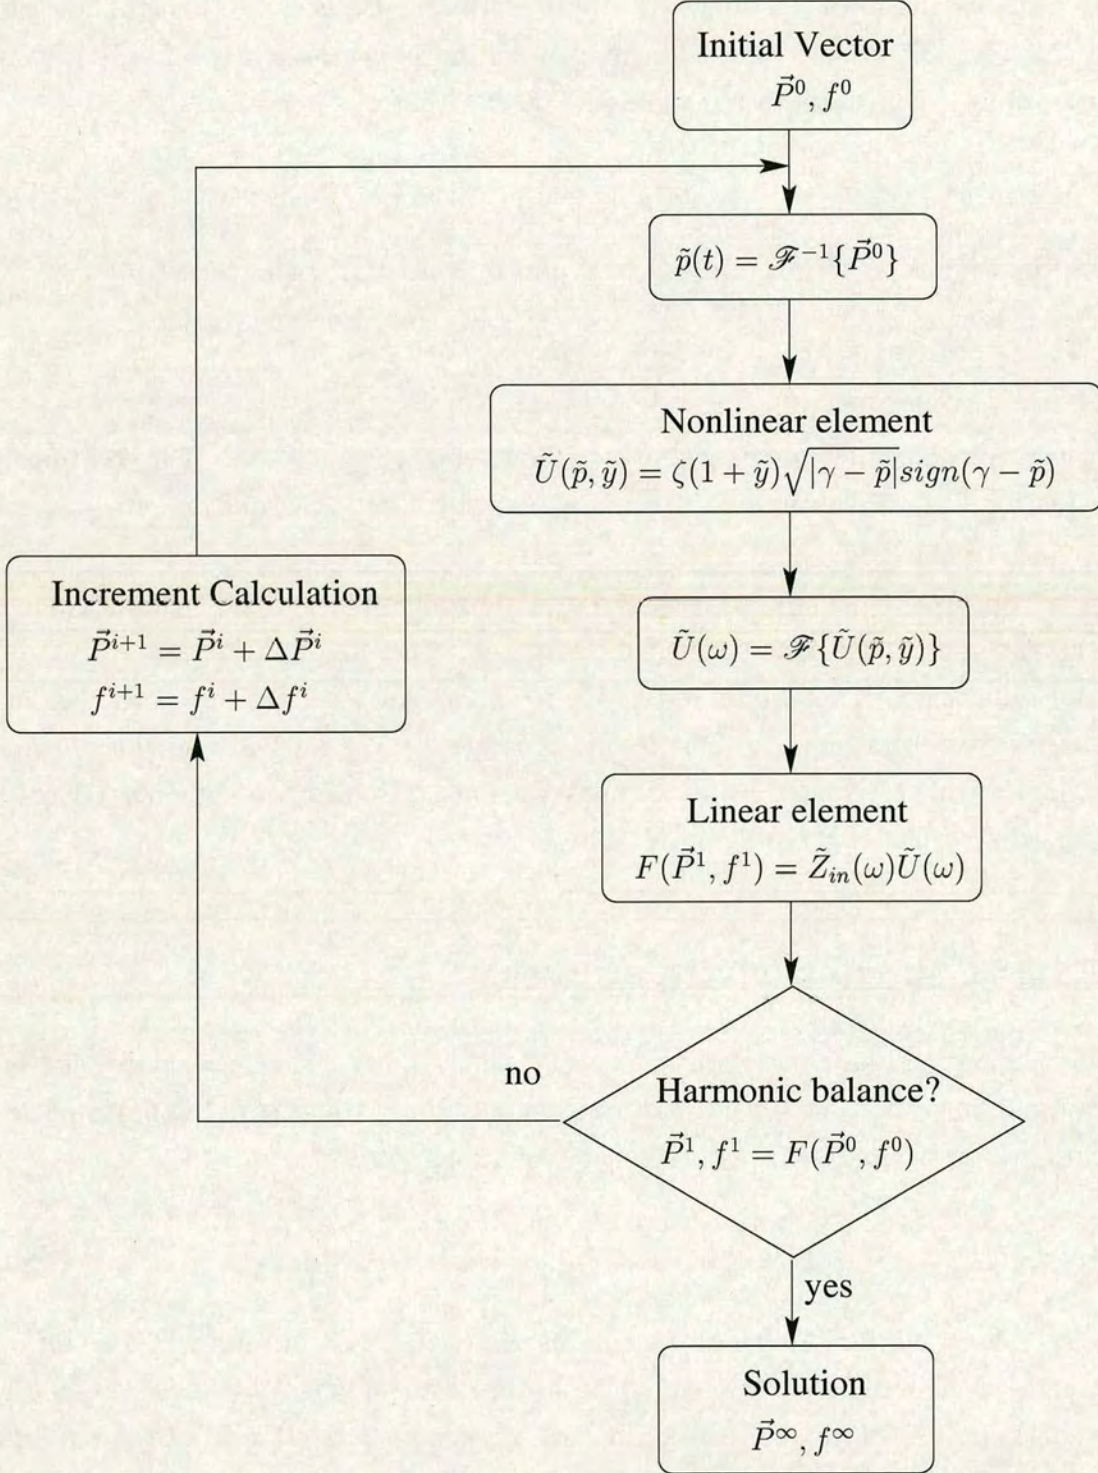 Initial Vector
$\vec{P}^0, f^0$
$\tilde{p}(t) = \mathscr{F}^{-1}\{\vec{P}^0\}$
Nonlinear element
$\tilde{U}(\tilde{p}, \tilde{y}) = \zeta(1 + \tilde{y})\sqrt{|\gamma - \tilde{p}|}sign(\gamma - \tilde{p})$
Increment Calculation
$\vec{P}^{i+1} = \vec{P}^i + \Delta\vec{P}^i$
$f^{i+1} = f^i + \Delta f^i$
$\tilde{U}(\omega) = \mathscr{F}\{\tilde{U}(\tilde{p}, \tilde{y})\}$
Linear element
$F(\vec{P}^1, f^1) = \tilde{Z}_{in}(\omega)\tilde{U}(\omega)$
no
Harmonic balance?
$\vec{P}^1, f^1 = F(\vec{P}^0, f^0)$
yes
Solution
$\vec{P}^\infty, f^\infty$